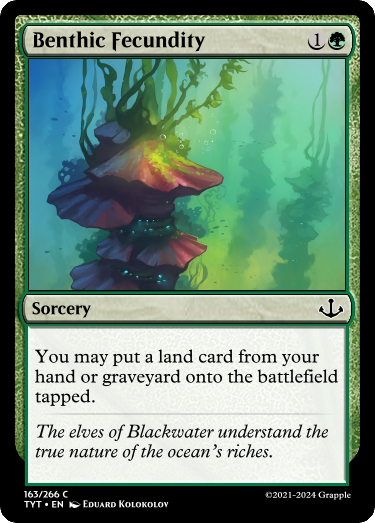 Benthic Fecundity 1
Sorcery
You may put a land card from your
hand or graveyard onto the battlefield
tapped.
The elves of Blackwater understand the
true nature of the ocean's riches.
163/266 C
TYT • EN Eduard Kolokolov
©2021-2024 Grapple